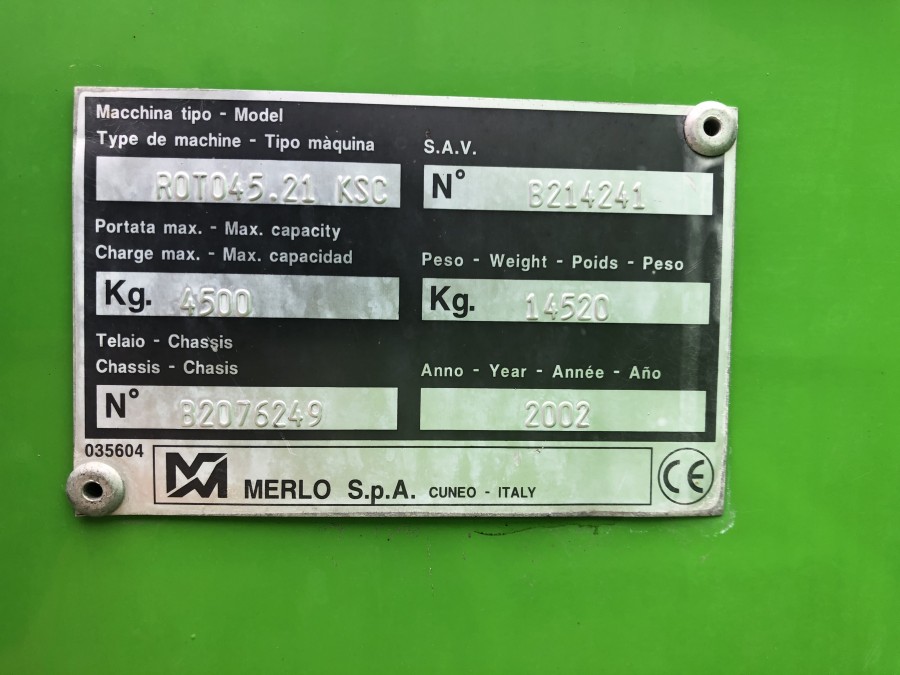 Macchina tipo - Model
Type de machine - Tipo màquina
ROTO45.21 KSC
S.A.V.
N° B214241
Portata max. - Max. capacity
Charge max. - Max. capacidad
Kg. 4500
Peso - Weight - Poids - Peso
Kg. 14520
Telaio - Chassis
Chassis - Chasis
N° B2076249
Anno - Year - Année - Año
2002
035604
MERLO S.p.A. CUNEO - ITALY
CE